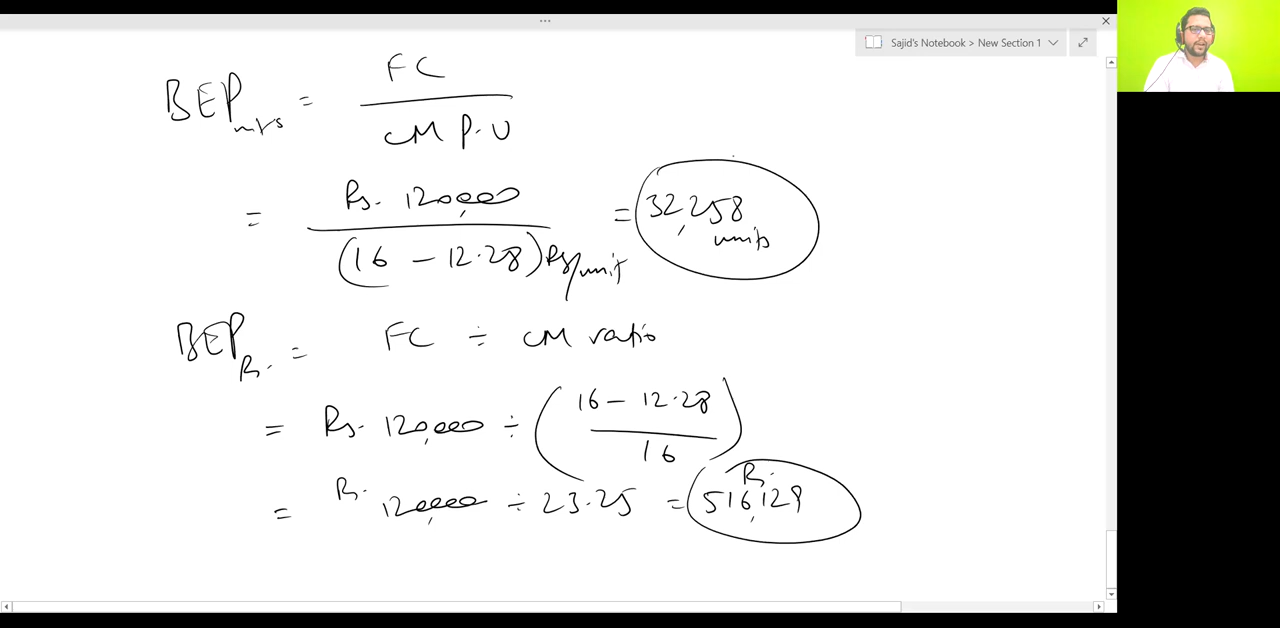 Sajid's Notebook > New Section 1
BEP units = FC / CM P.U
= Rs. 120,000 / (16 - 12.28) Rs/unit = 32,258 units
BEP Rs. = FC ÷ CM ratio
= Rs. 120,000 ÷ (16 - 12.28 / 16)
= Rs. 120,000 ÷ 23.25 = Rs. 516,129